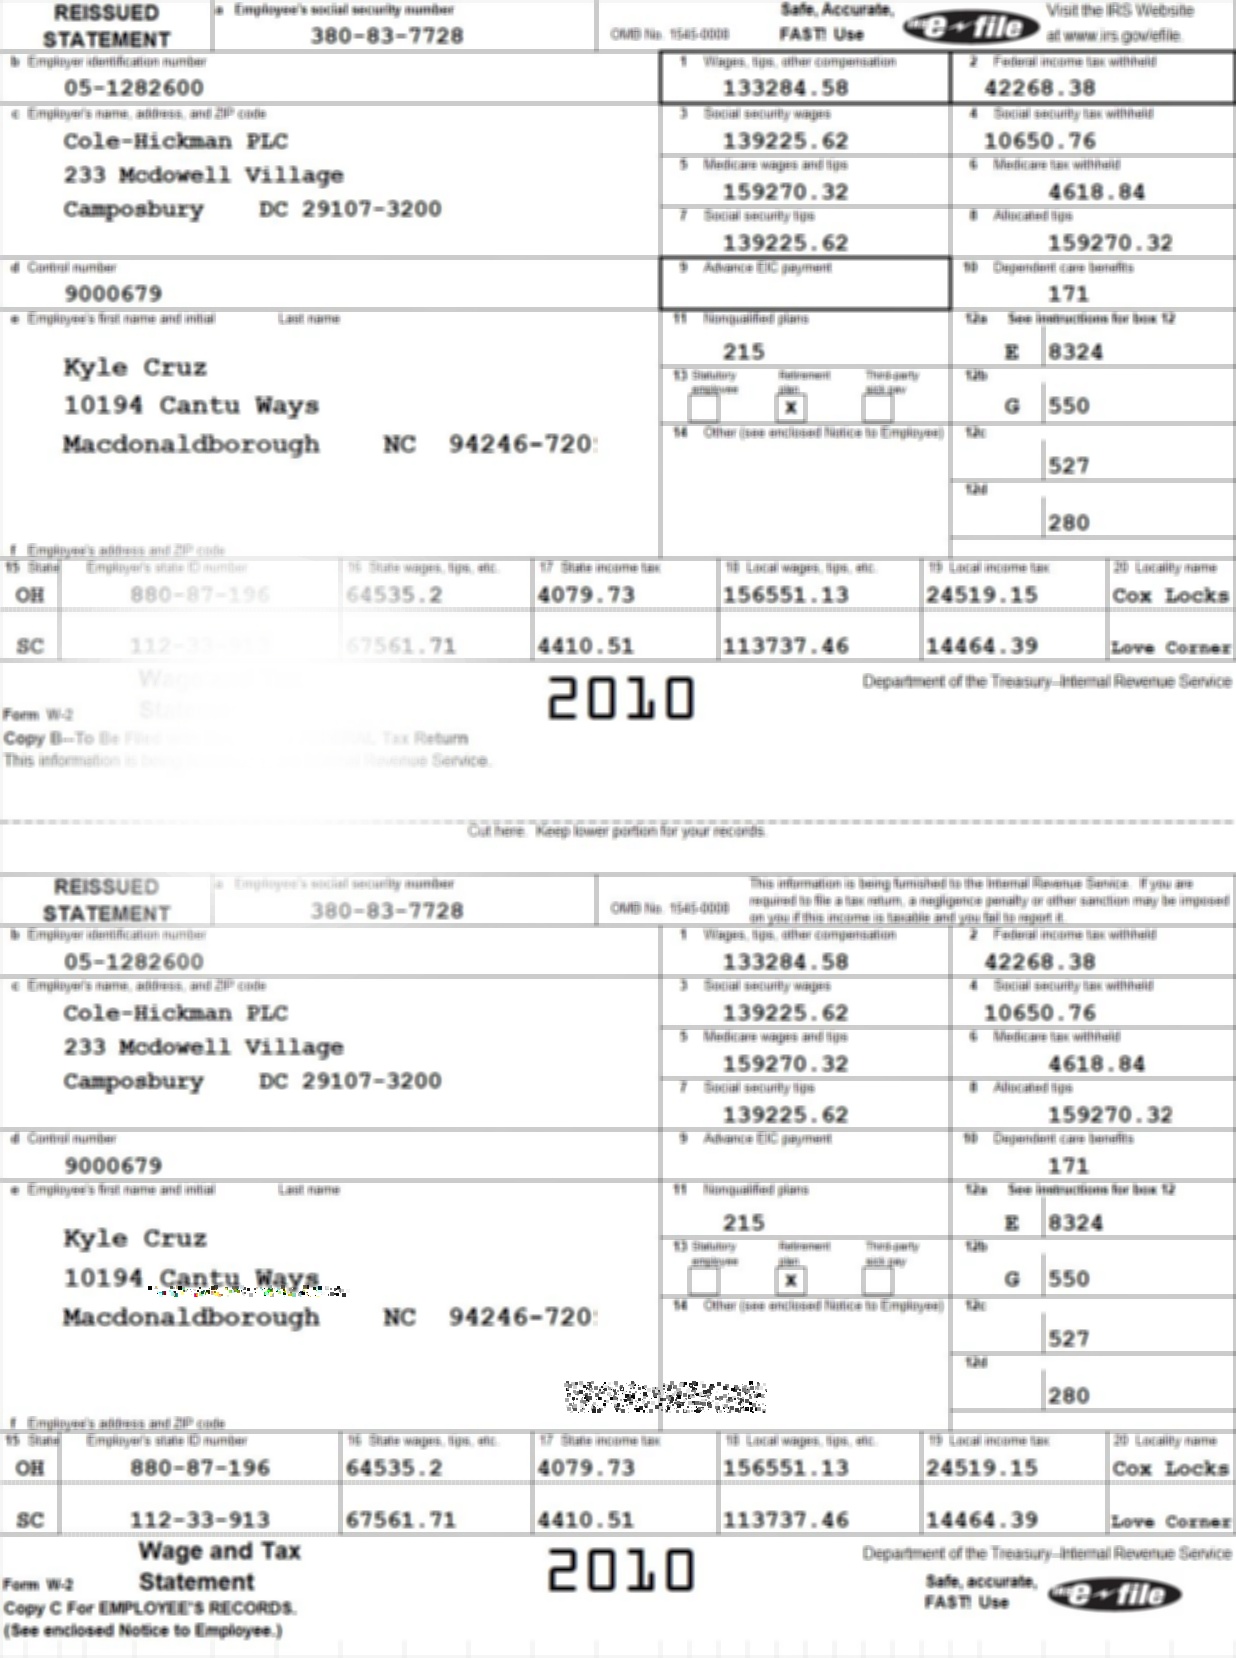 REISSUED STATEMENT
a Employee's social security number
380-83-7728
OMB No. 1545-0008
Safe, Accurate, FAST! Use
e file
Visit the IRS Website at www.irs.gov/efile.
b Employer identification number
05-1282600
1 Wages, tips, other compensation
133284.58
2 Federal income tax withheld
42268.38
c Employer's name, address, and ZIP code
Cole-Hickman PLC
233 Mcdowell Village
Camposbury DC 29107-3200
3 Social security wages
139225.62
4 Social security tax withheld
10650.76
5 Medicare wages and tips
159270.32
6 Medicare tax withheld
4618.84
7 Social security tips
139225.62
8 Allocated tips
159270.32
d Control number
9000679
9 Advance EIC payment
10 Dependent care benefits
171
e Employee's first name and initial Last name
Kyle Cruz
10194 Cantu Ways
Macdonaldborough NC 94246-720
11 Nonqualified plans
215
12a See instructions for box 12
E 8324
13 Statutory employee Retirement plan Third-party sick pay
X
12b
G 550
14 Other (see enclosed Notice to Employee)
12c
527
12d
280
f Employee's address and ZIP code
15 State Employer's state ID number 16 State wages, tips, etc. 17 State income tax 18 Local wages, tips, etc. 19 Local income tax 20 Locality name
OH 880-87-196 64535.2 4079.73 156551.13 24519.15 Cox Locks
SC 112-33-913 67561.71 4410.51 113737.46 14464.39 Love Corner
Form W-2
2010
Department of the Treasury--Internal Revenue Service
Copy B--To Be Filed Tax Return
This information is being Revenue Service.
Cut here. Keep lower portion for your records.
REISSUED STATEMENT
a Employee's social security number
380-83-7728
OMB No. 1545-0008
This information is being furnished to the Internal Revenue Service. If you are
required to file a tax return, a negligence penalty or other sanction may be imposed
on you if this income is taxable and you fail to report it.
b Employer identification number
05-1282600
1 Wages, tips, other compensation
133284.58
2 Federal income tax withheld
42268.38
c Employer's name, address, and ZIP code
Cole-Hickman PLC
233 Mcdowell Village
Camposbury DC 29107-3200
3 Social security wages
139225.62
4 Social security tax withheld
10650.76
5 Medicare wages and tips
159270.32
6 Medicare tax withheld
4618.84
7 Social security tips
139225.62
8 Allocated tips
159270.32
d Control number
9000679
9 Advance EIC payment
10 Dependent care benefits
171
e Employee's first name and initial Last name
Kyle Cruz
10194 Cantu Ways
Macdonaldborough NC 94246-720
11 Nonqualified plans
215
12a See instructions for box 12
E 8324
13 Statutory employee Retirement plan Third-party sick pay
X
12b
G 550
14 Other (see enclosed Notice to Employee)
12c
527
12d
280
f Employee's address and ZIP code
15 State Employer's state ID number 16 State wages, tips, etc. 17 State income tax 18 Local wages, tips, etc. 19 Local income tax 20 Locality name
OH 880-87-196 64535.2 4079.73 156551.13 24519.15 Cox Locks
SC 112-33-913 67561.71 4410.51 113737.46 14464.39 Love Corner
Form W-2
Wage and Tax Statement
2010
Department of the Treasury--Internal Revenue Service
Safe, accurate, FAST! Use
e file
Copy C For EMPLOYEE'S RECORDS.
(See enclosed Notice to Employee.)